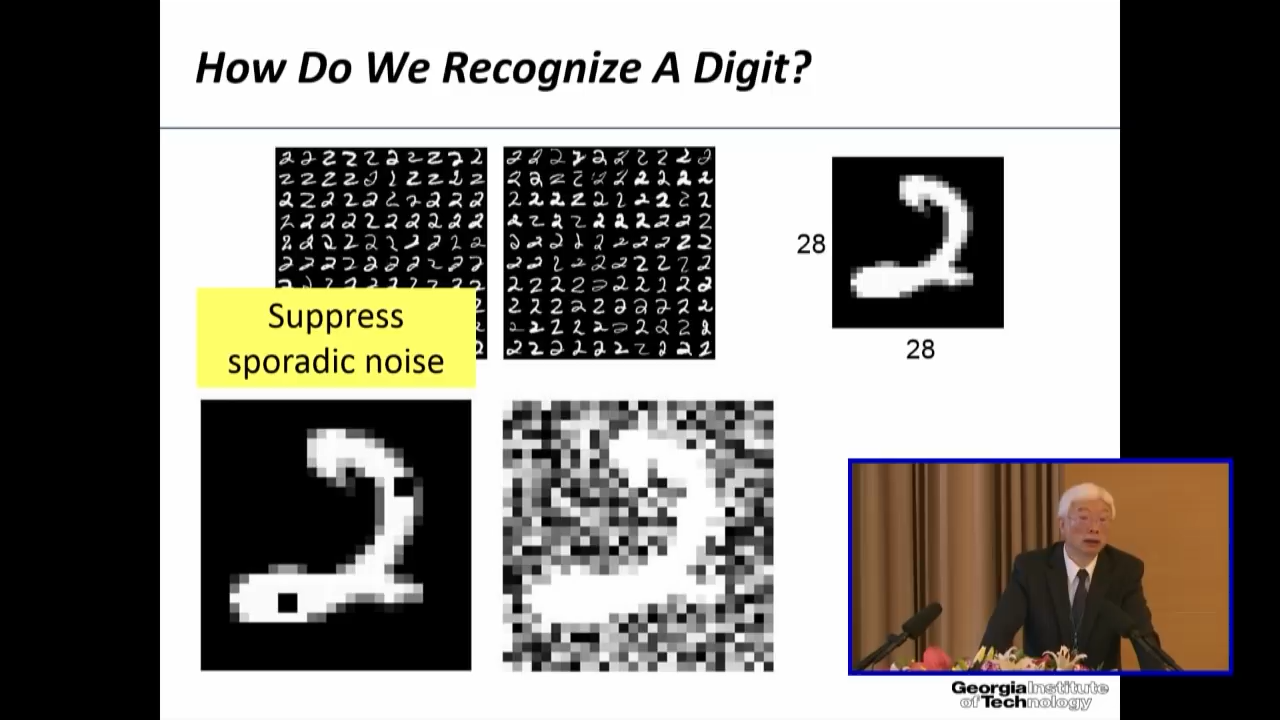 How Do We Recognize A Digit?
28
28
Suppress
sporadic noise
Georgia Institute
of Technology